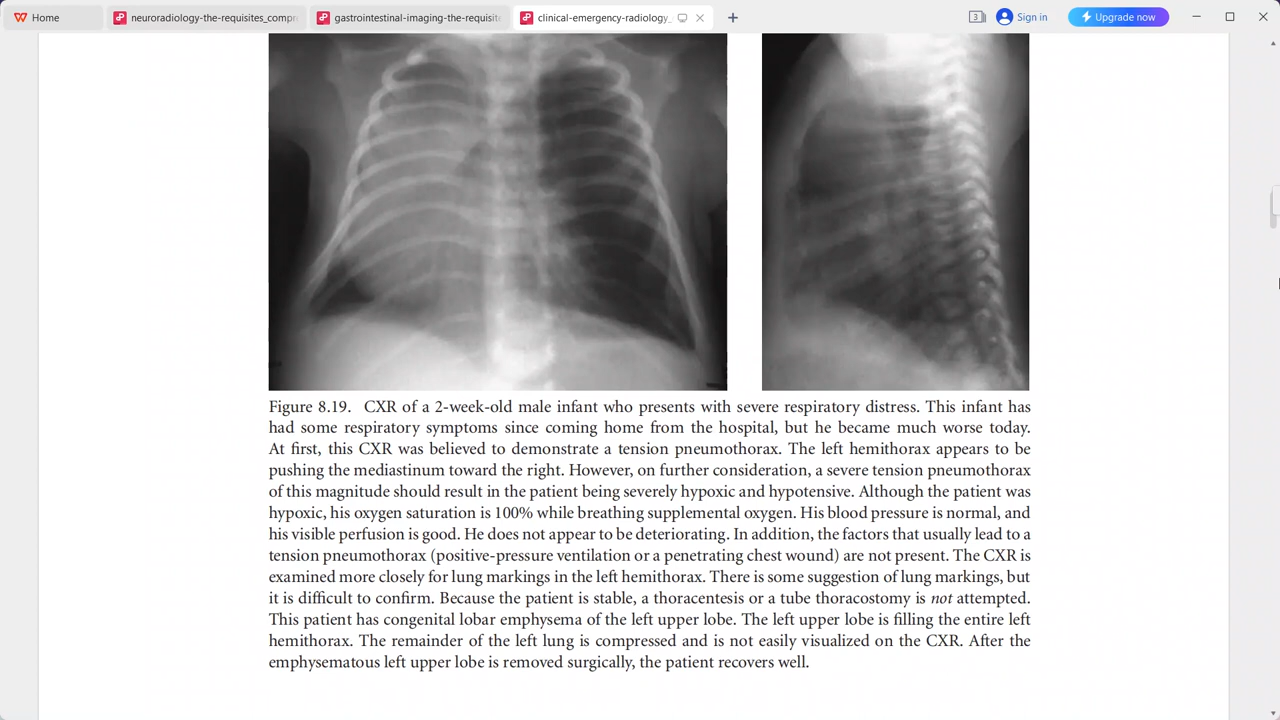 Home
neuroradiology-the-requisites_compr
gastrointestinal-imaging-the-requisite
clinical-emergency-radiology_
3
Sign in
Upgrade now
Figure 8.19. CXR of a 2-week-old male infant who presents with severe respiratory distress. This infant has
had some respiratory symptoms since coming home from the hospital, but he became much worse today.
At first, this CXR was believed to demonstrate a tension pneumothorax. The left hemithorax appears to be
pushing the mediastinum toward the right. However, on further consideration, a severe tension pneumothorax
of this magnitude should result in the patient being severely hypoxic and hypotensive. Although the patient was
hypoxic, his oxygen saturation is 100% while breathing supplemental oxygen. His blood pressure is normal, and
his visible perfusion is good. He does not appear to be deteriorating. In addition, the factors that usually lead to a
tension pneumothorax (positive-pressure ventilation or a penetrating chest wound) are not present. The CXR is
examined more closely for lung markings in the left hemithorax. There is some suggestion of lung markings, but
it is difficult to confirm. Because the patient is stable, a thoracentesis or a tube thoracostomy is not attempted.
This patient has congenital lobar emphysema of the left upper lobe. The left upper lobe is filling the entire left
hemithorax. The remainder of the left lung is compressed and is not easily visualized on the CXR. After the
emphysematous left upper lobe is removed surgically, the patient recovers well.